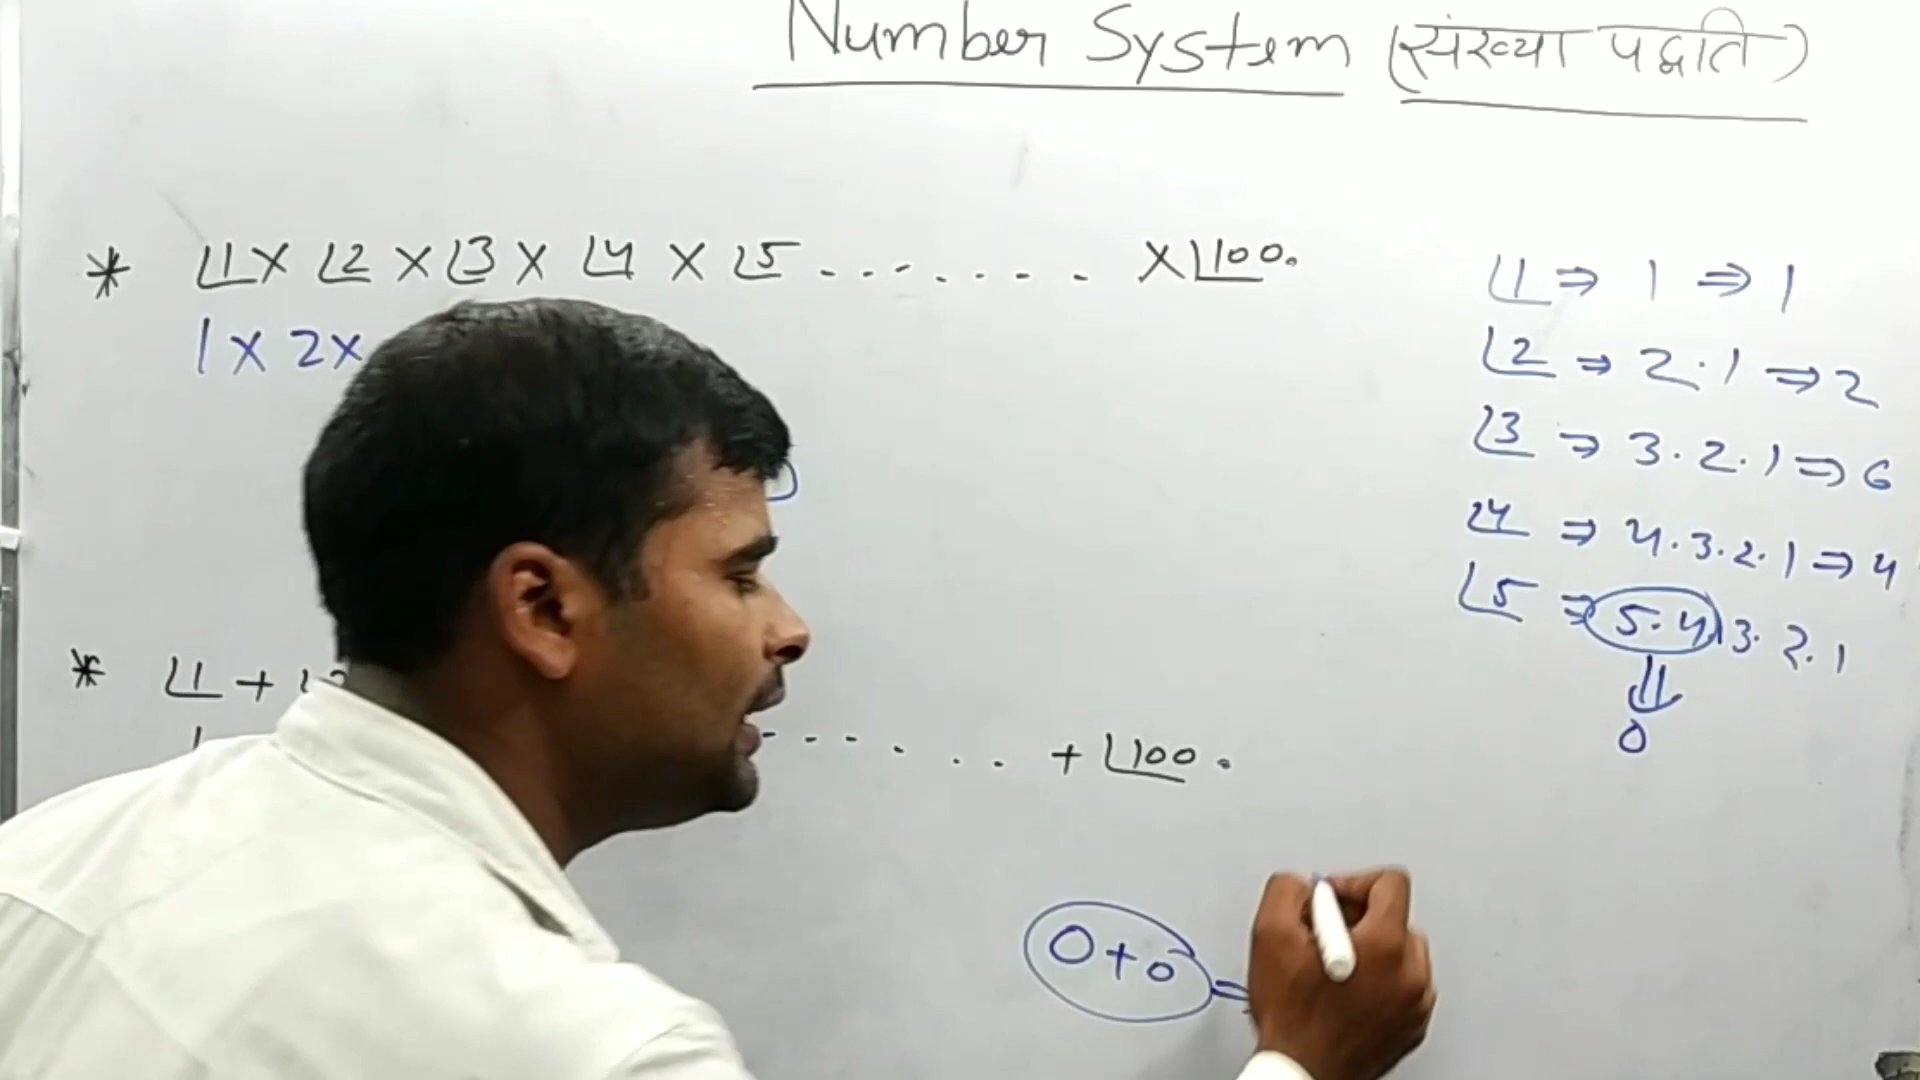 Number System (संख्या पद्धति)
* ⌊1 × ⌊2 × ⌊3 × ⌊4 × ⌊5 . - - - . - - - . × ⌊100.
1 × 2 ×
⌊1 ⇒ 1 ⇒ 1
⌊2 ⇒ 2.1 ⇒ 2
⌊3 ⇒ 3.2.1 ⇒ 6
⌊4 ⇒ 4.3.2.1 ⇒ 4
⌊5 ⇒ 5.4.3.2.1
⇓
0
* ⌊1 +
- - - - . . . + ⌊100.
0+0 =